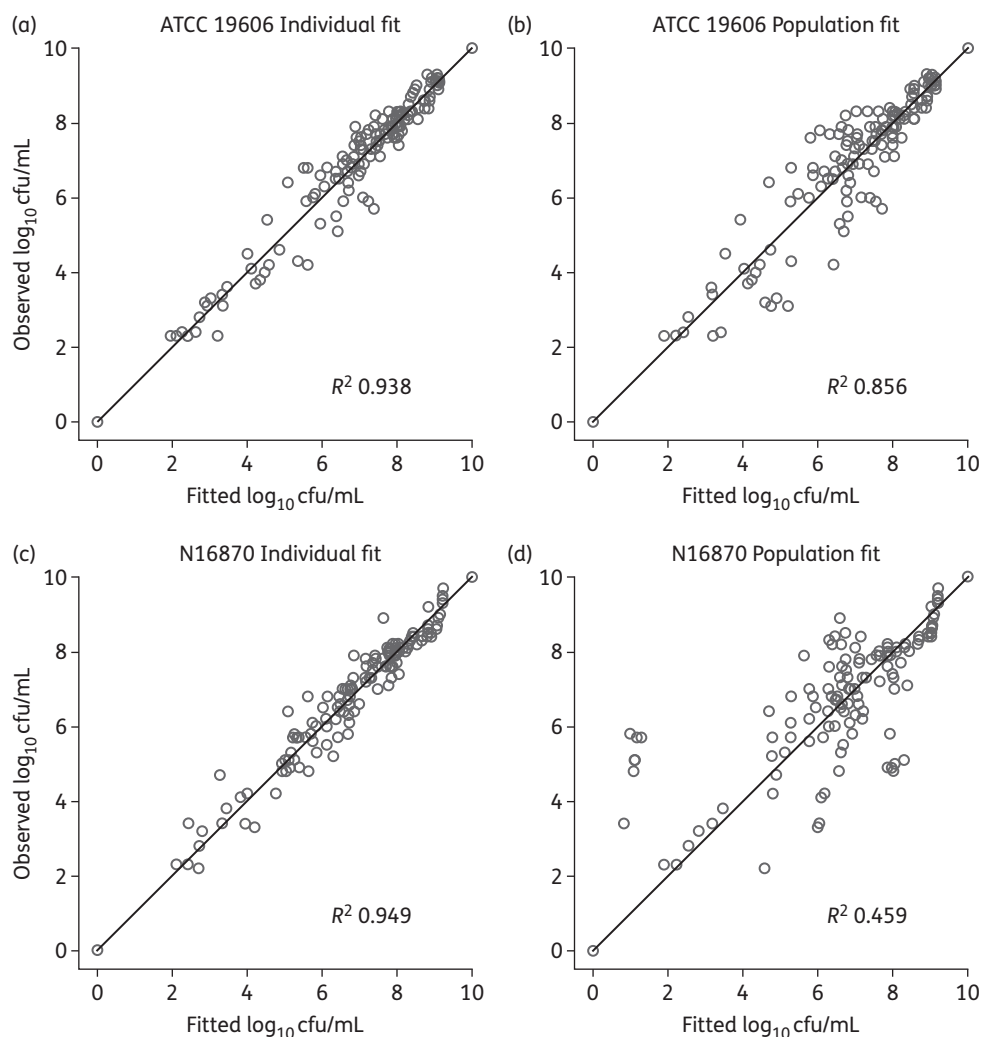 (a) ATCC 19606 Individual fit
10
8
6
4
2
0
Observed log10 cfu/mL
R² 0.938
0 2 4 6 8 10
Fitted log10 cfu/mL
(b) ATCC 19606 Population fit
10
8
6
4
2
0
R² 0.856
0 2 4 6 8 10
Fitted log10 cfu/mL
(c) N16870 Individual fit
10
8
6
4
2
0
Observed log10 cfu/mL
R² 0.949
0 2 4 6 8 10
Fitted log10 cfu/mL
(d) N16870 Population fit
10
8
6
4
2
0
R² 0.459
0 2 4 6 8 10
Fitted log10 cfu/mL